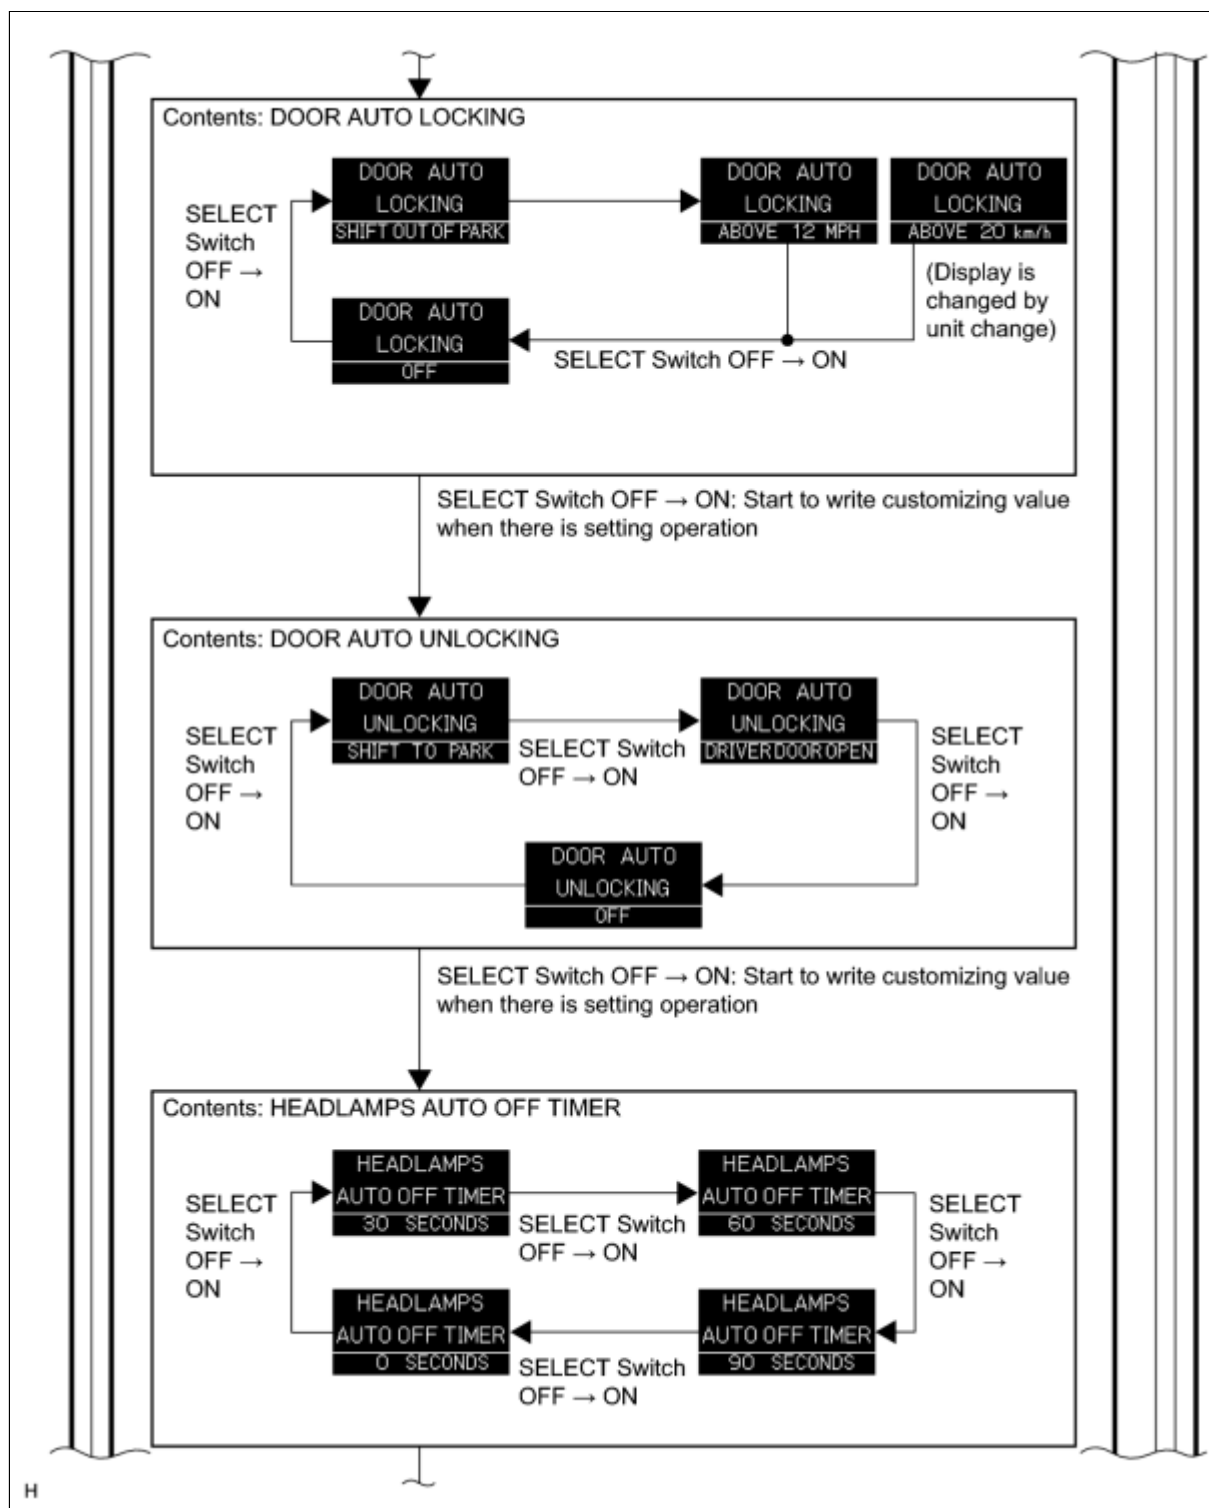 Contents: DOOR AUTO LOCKING
DOOR AUTO
LOCKING
SHIFT OUT OF PARK
DOOR AUTO
LOCKING
ABOVE 12 MPH
DOOR AUTO
LOCKING
ABOVE 20 km/h
SELECT
Switch
OFF →
ON
(Display is
changed by
unit change)
DOOR AUTO
LOCKING
OFF
SELECT Switch OFF → ON
SELECT Switch OFF → ON: Start to write customizing value
when there is setting operation
Contents: DOOR AUTO UNLOCKING
DOOR AUTO
UNLOCKING
SHIFT TO PARK
DOOR AUTO
UNLOCKING
DRIVER DOOR OPEN
SELECT
Switch
OFF →
ON
SELECT Switch
OFF → ON
SELECT
Switch
OFF →
ON
DOOR AUTO
UNLOCKING
OFF
SELECT Switch OFF → ON: Start to write customizing value
when there is setting operation
Contents: HEADLAMPS AUTO OFF TIMER
HEADLAMPS
AUTO OFF TIMER
30 SECONDS
HEADLAMPS
AUTO OFF TIMER
60 SECONDS
SELECT
Switch
OFF →
ON
SELECT Switch
OFF → ON
SELECT
Switch
OFF →
ON
HEADLAMPS
AUTO OFF TIMER
0 SECONDS
HEADLAMPS
AUTO OFF TIMER
90 SECONDS
SELECT Switch
OFF → ON
H